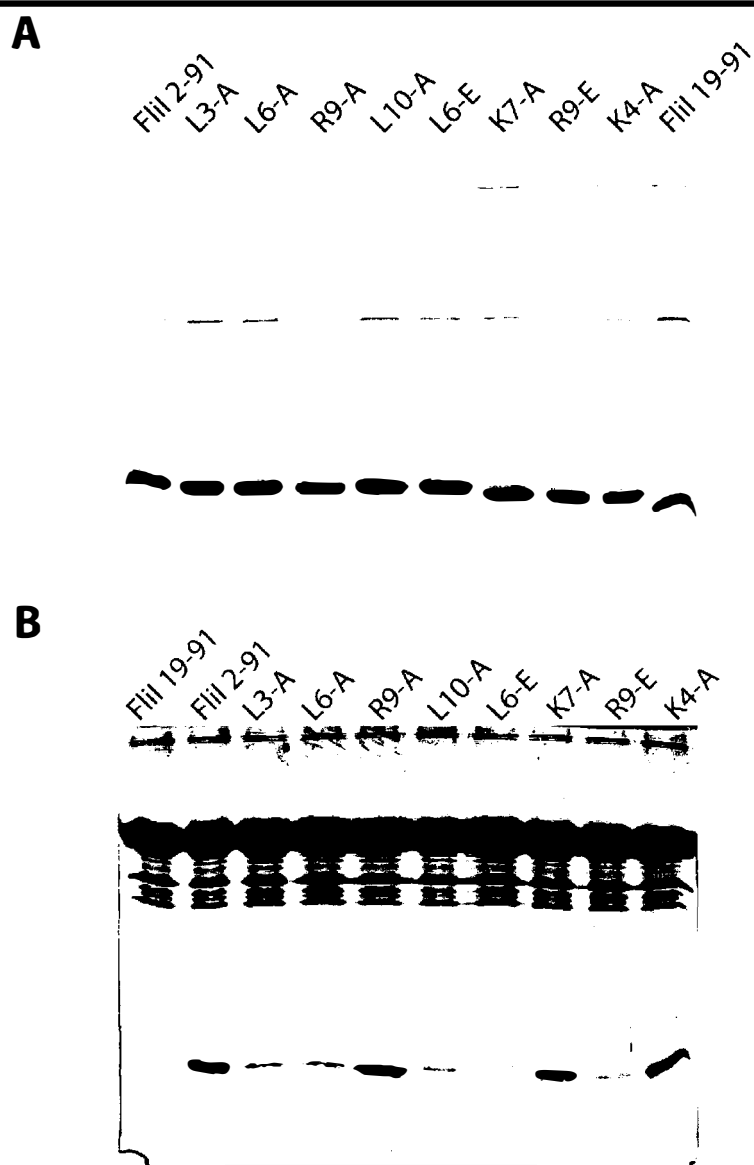 A
FliI 2-91 L3-A L6-A R9-A L10-A L6-E K7-A R9-E K4-A FliI 19-91
B
FliI 19-91 FliI 2-91 L3-A L6-A R9-A L10-A L6-E K7-A R9-E K4-A